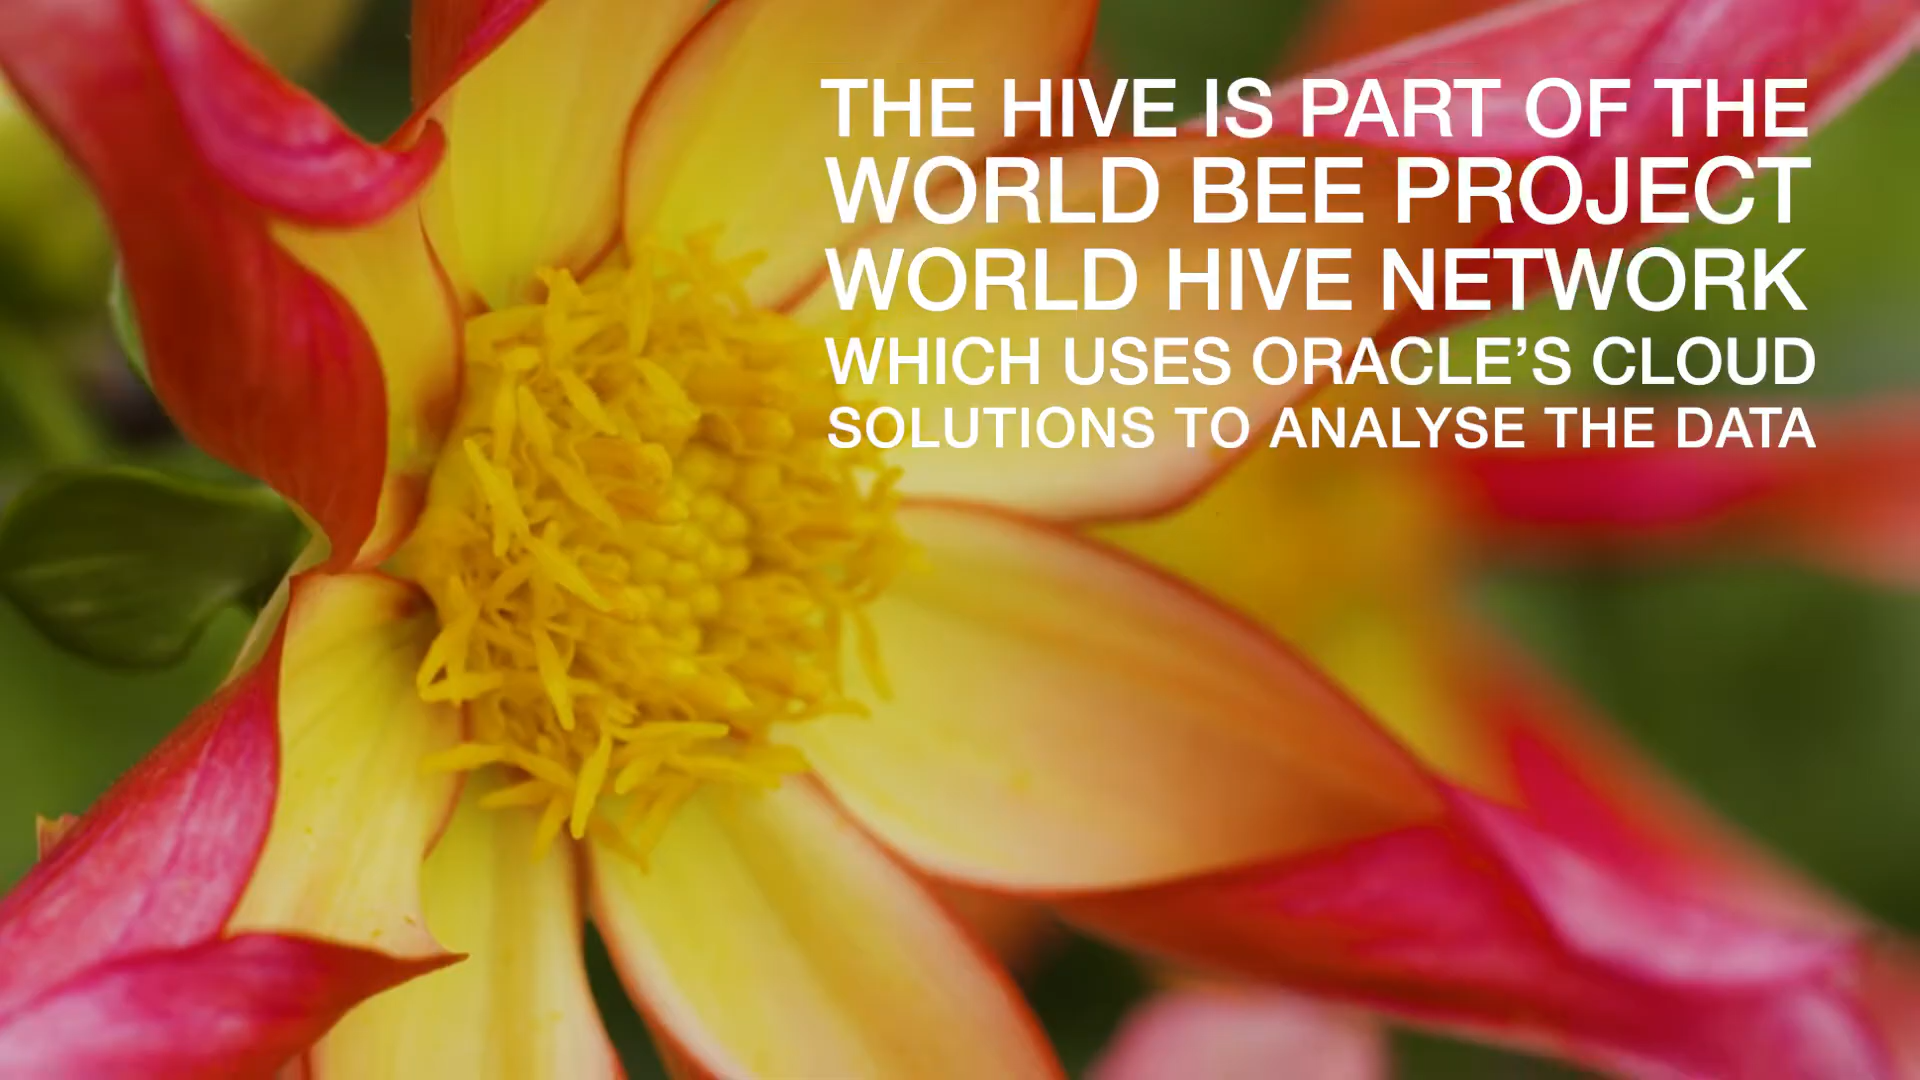 THE HIVE IS PART OF THE
WORLD BEE PROJECT
WORLD HIVE NETWORK
WHICH USES ORACLE’S CLOUD
SOLUTIONS TO ANALYSE THE DATA